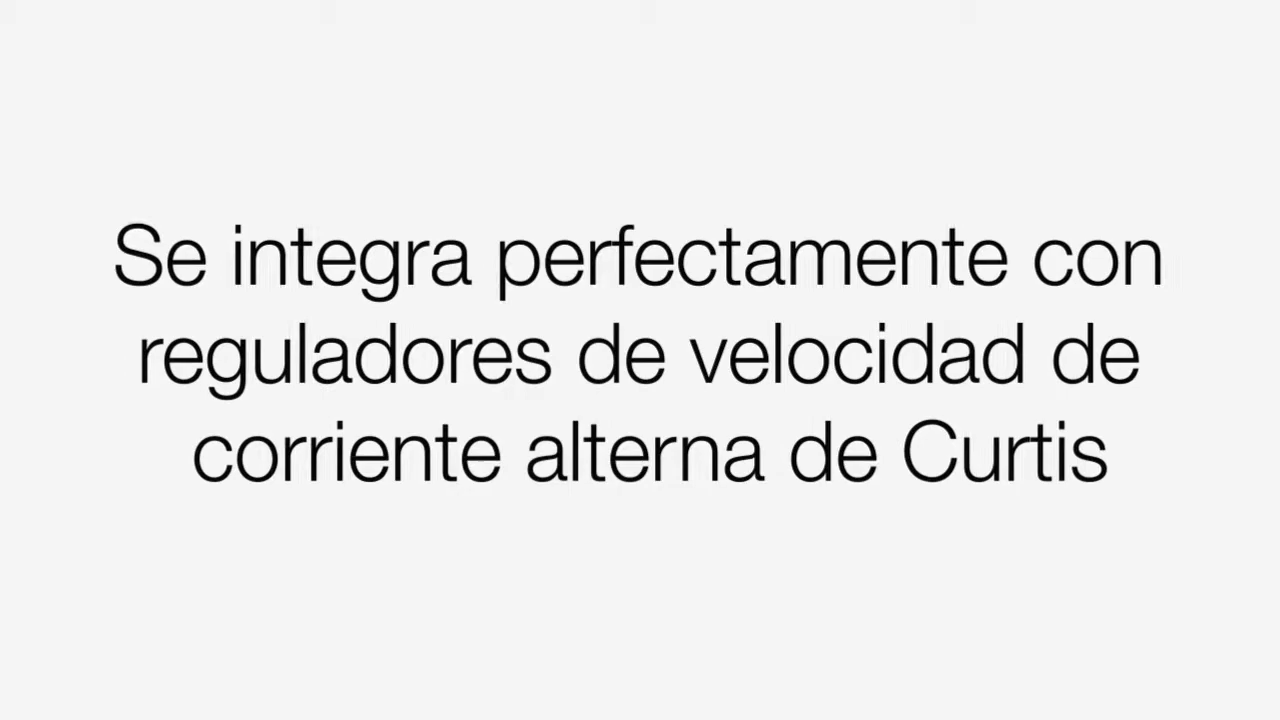 Se integra perfectamente con
reguladores de velocidad de
corriente alterna de Curtis